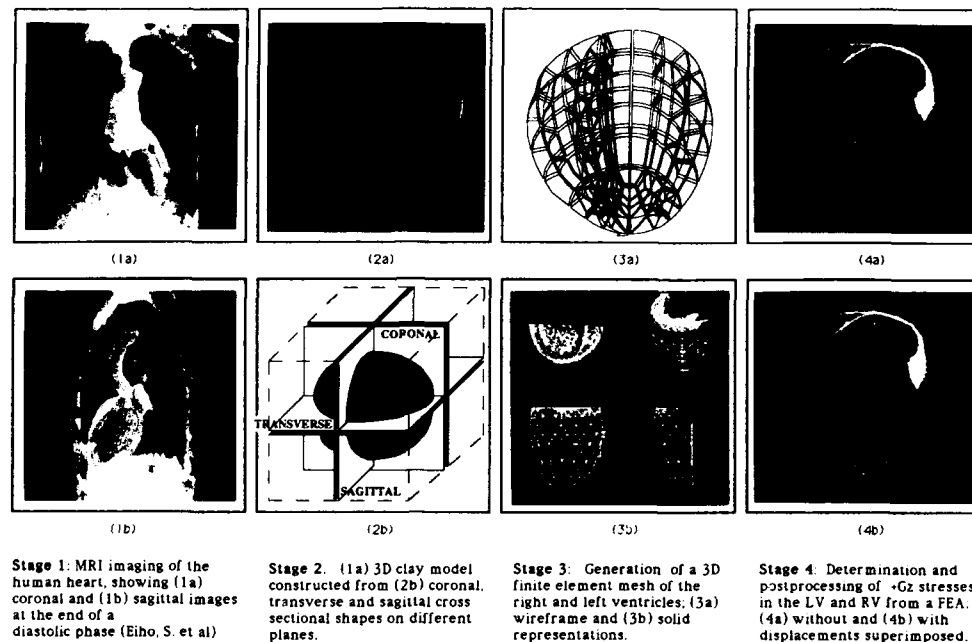 (1a)
(2a)
(3a)
(4a)
COPONAL
TRANSVERSE
SAGITTAL
(1b)
(2b)
(3b)
(4b)
Stage 1: MRI imaging of the
human heart, showing (1a)
coronal and (1b) sagittal images
at the end of a
diastolic phase (Eiho, S. et al)
Stage 2. (1a) 3D clay model
constructed from (2b) coronal,
transverse and sagittal cross
sectional shapes on different
planes.
Stage 3: Generation of a 3D
finite element mesh of the
right and left ventricles; (3a)
wireframe and (3b) solid
representations.
Stage 4: Determination and
postprocessing of +Gz stresses
in the LV and RV from a FEA:
(4a) without and (4b) with
displacements superimposed.